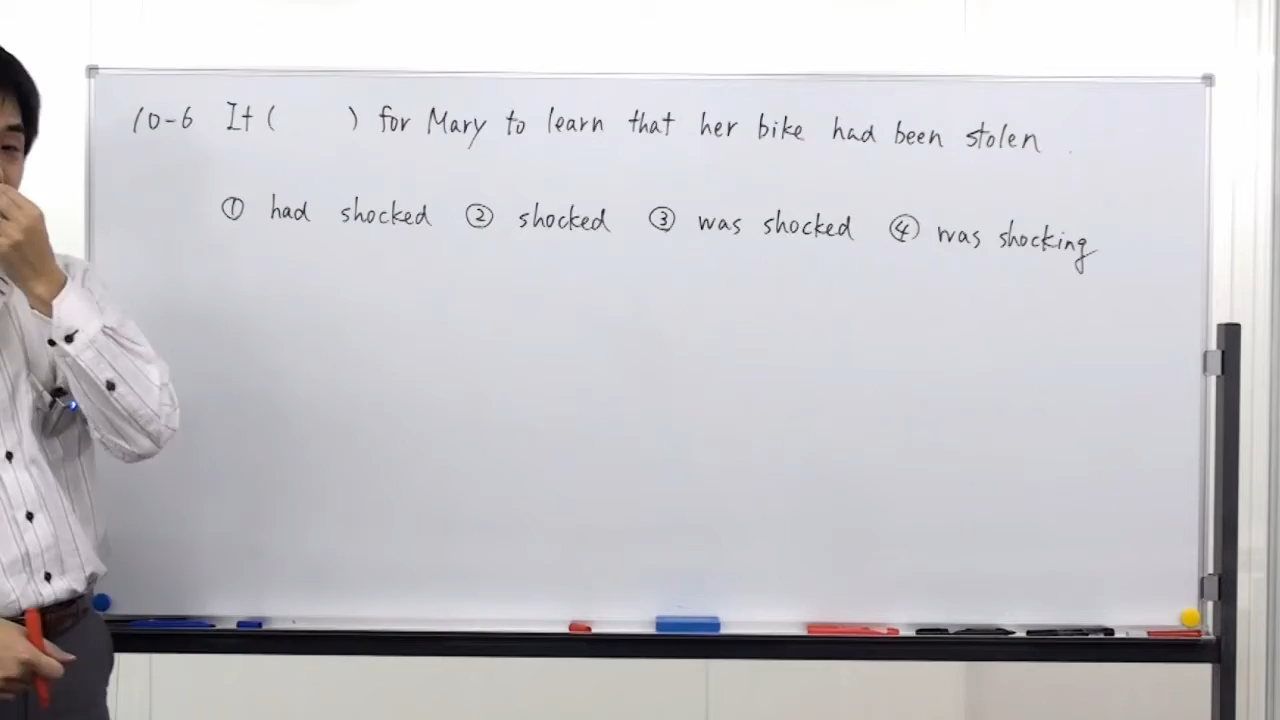 10-6 It (     ) for Mary to learn that her bike had been stolen.
① had shocked ② shocked ③ was shocked ④ was shocking